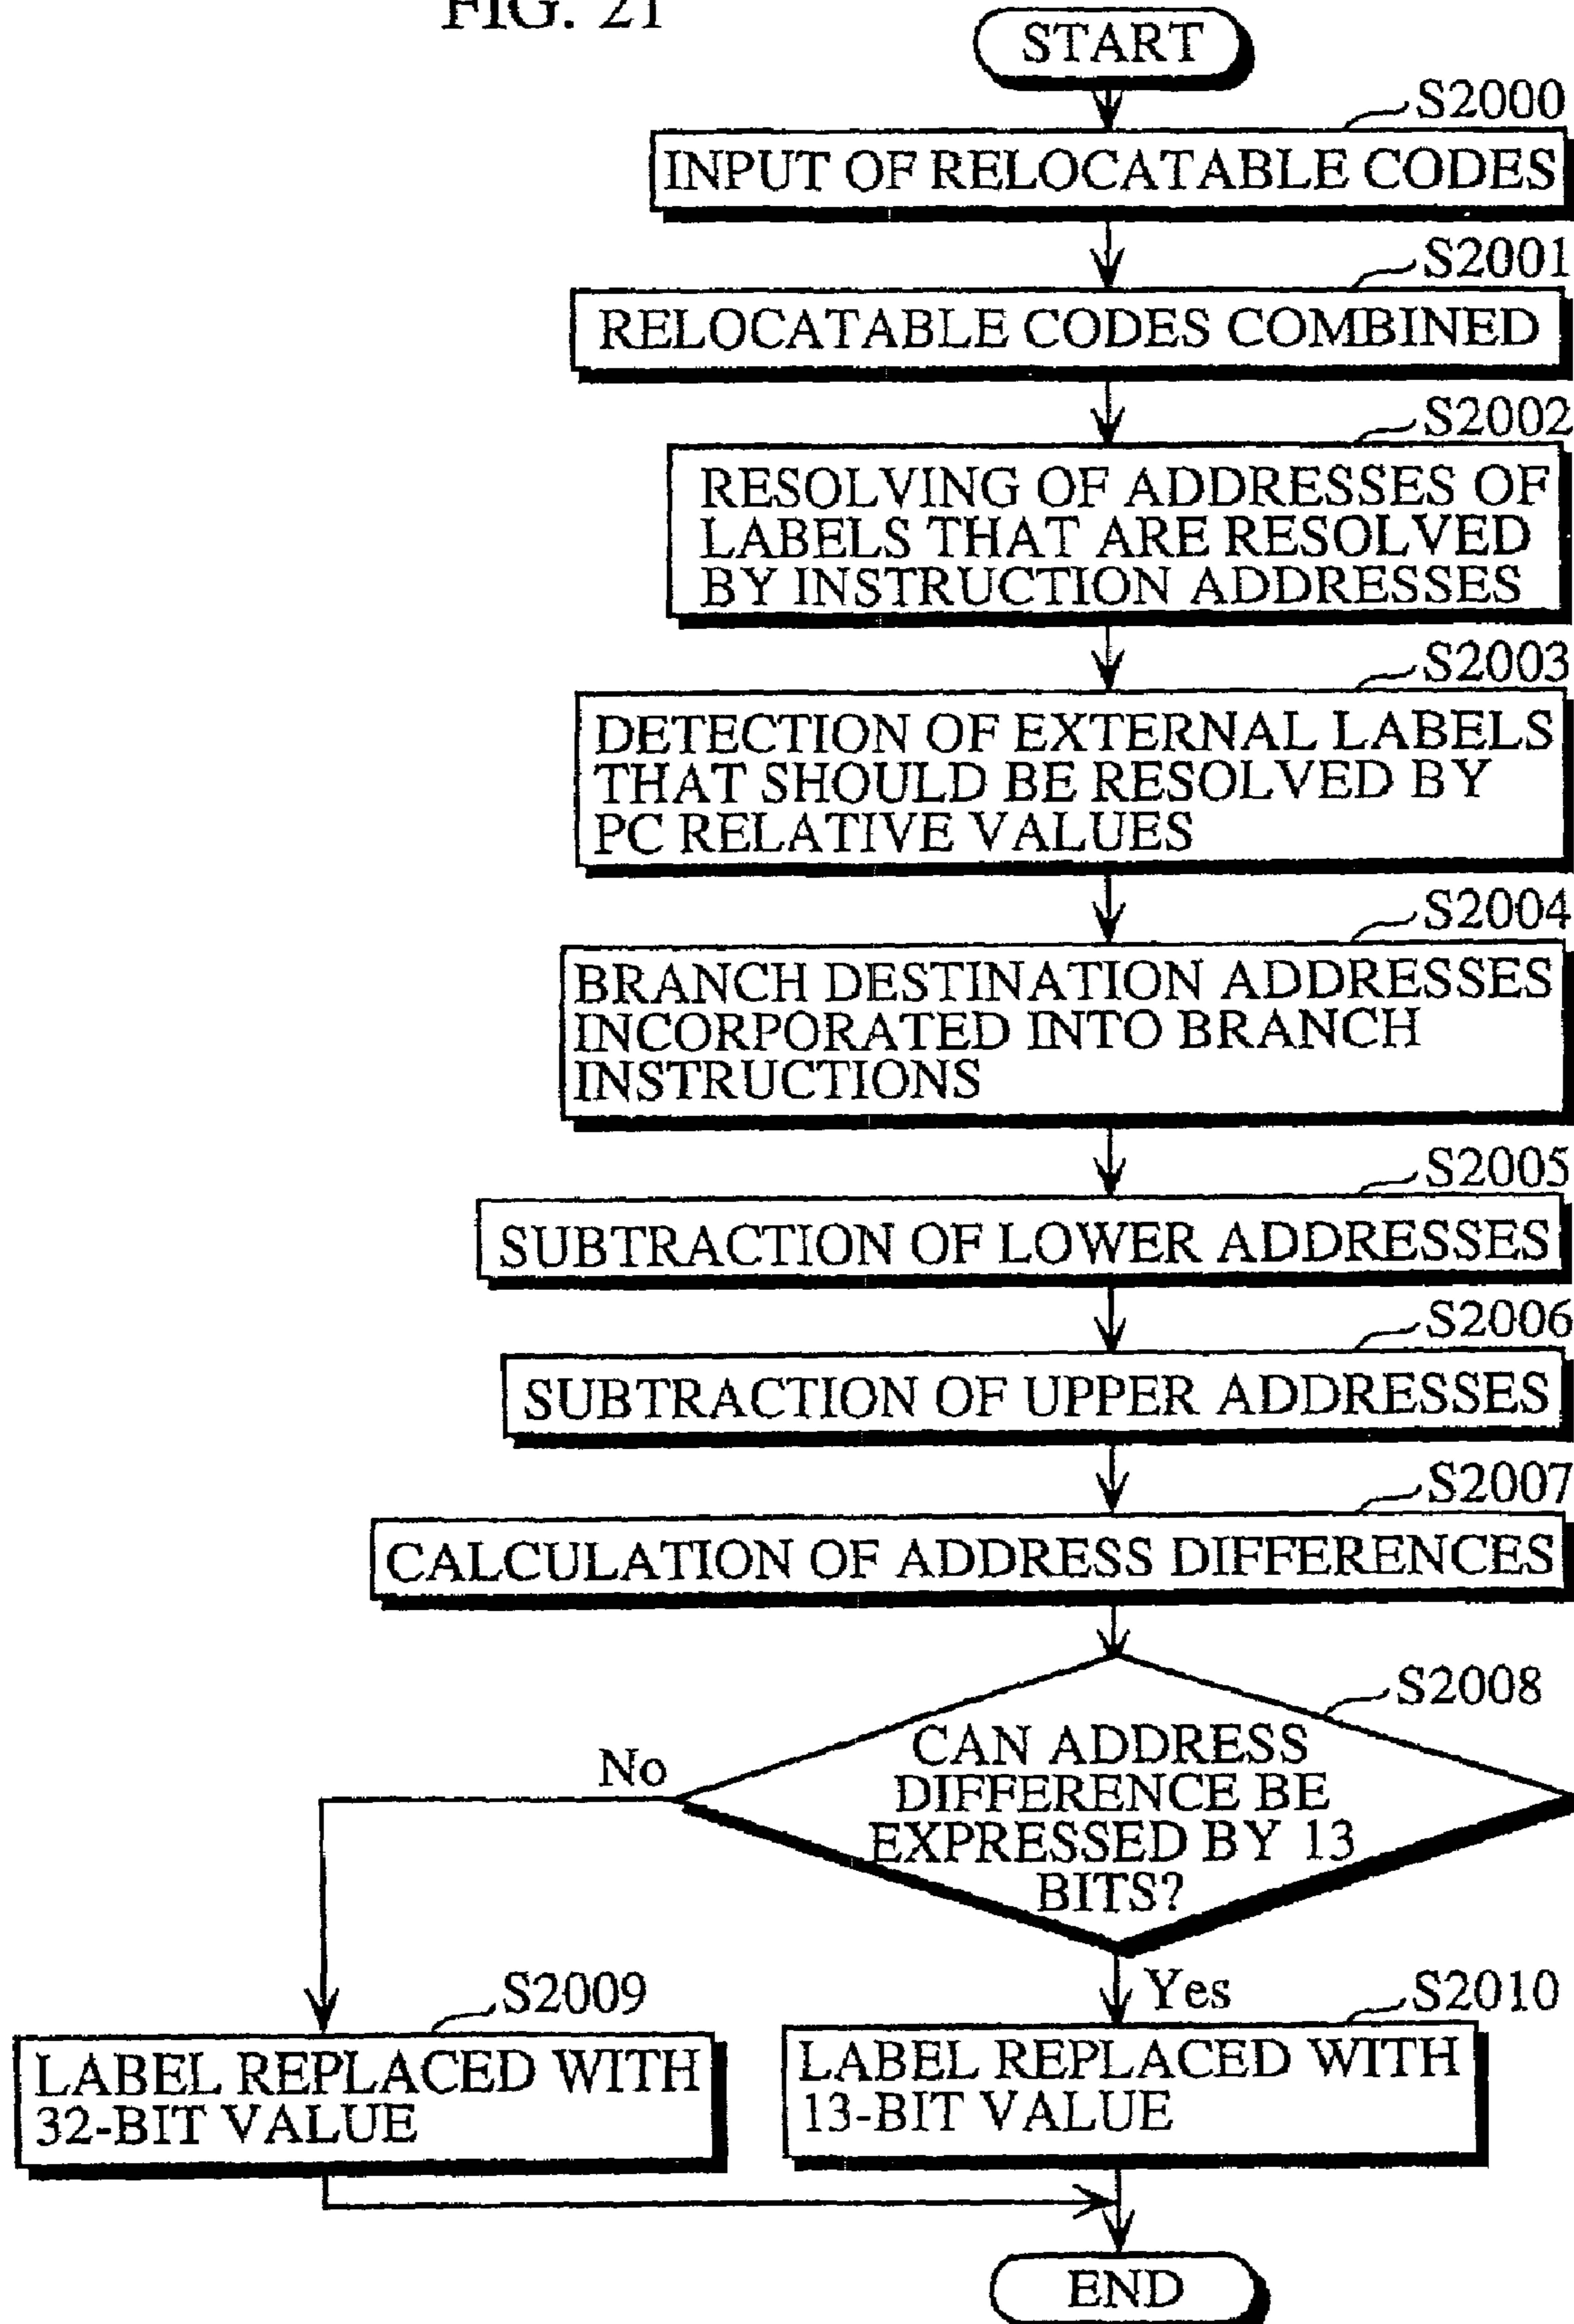 FIG. 21
START
S2000
INPUT OF RELOCATABLE CODES
S2001
RELOCATABLE CODES COMBINED
S2002
RESOLVING OF ADDRESSES OF
LABELS THAT ARE RESOLVED
BY INSTRUCTION ADDRESSES
S2003
DETECTION OF EXTERNAL LABELS
THAT SHOULD BE RESOLVED BY
PC RELATIVE VALUES
S2004
BRANCH DESTINATION ADDRESSES
INCORPORATED INTO BRANCH
INSTRUCTIONS
S2005
SUBTRACTION OF LOWER ADDRESSES
S2006
SUBTRACTION OF UPPER ADDRESSES
S2007
CALCULATION OF ADDRESS DIFFERENCES
S2008
CAN ADDRESS
DIFFERENCE BE
EXPRESSED BY 13
BITS?
No
Yes
S2009
LABEL REPLACED WITH
32-BIT VALUE
S2010
LABEL REPLACED WITH
13-BIT VALUE
END